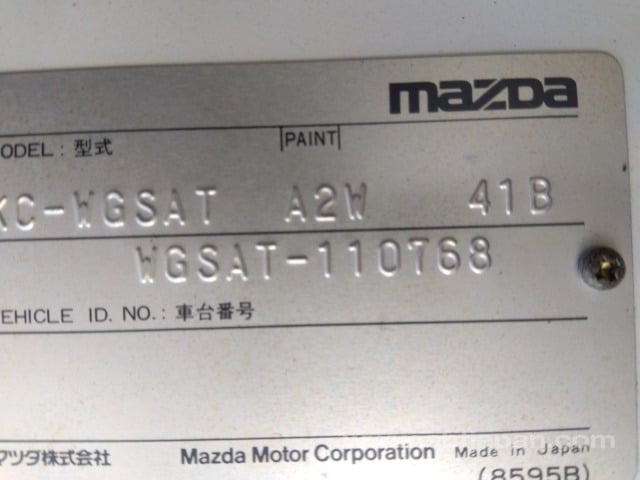 mazda
ODEL : 型式 PAINT
KC-WGSAT A2W 41B
WGSAT-110768
EHICLE ID. NO. : 車台番号
マツダ株式会社 Mazda Motor Corporation Made in Japan
(8595B)